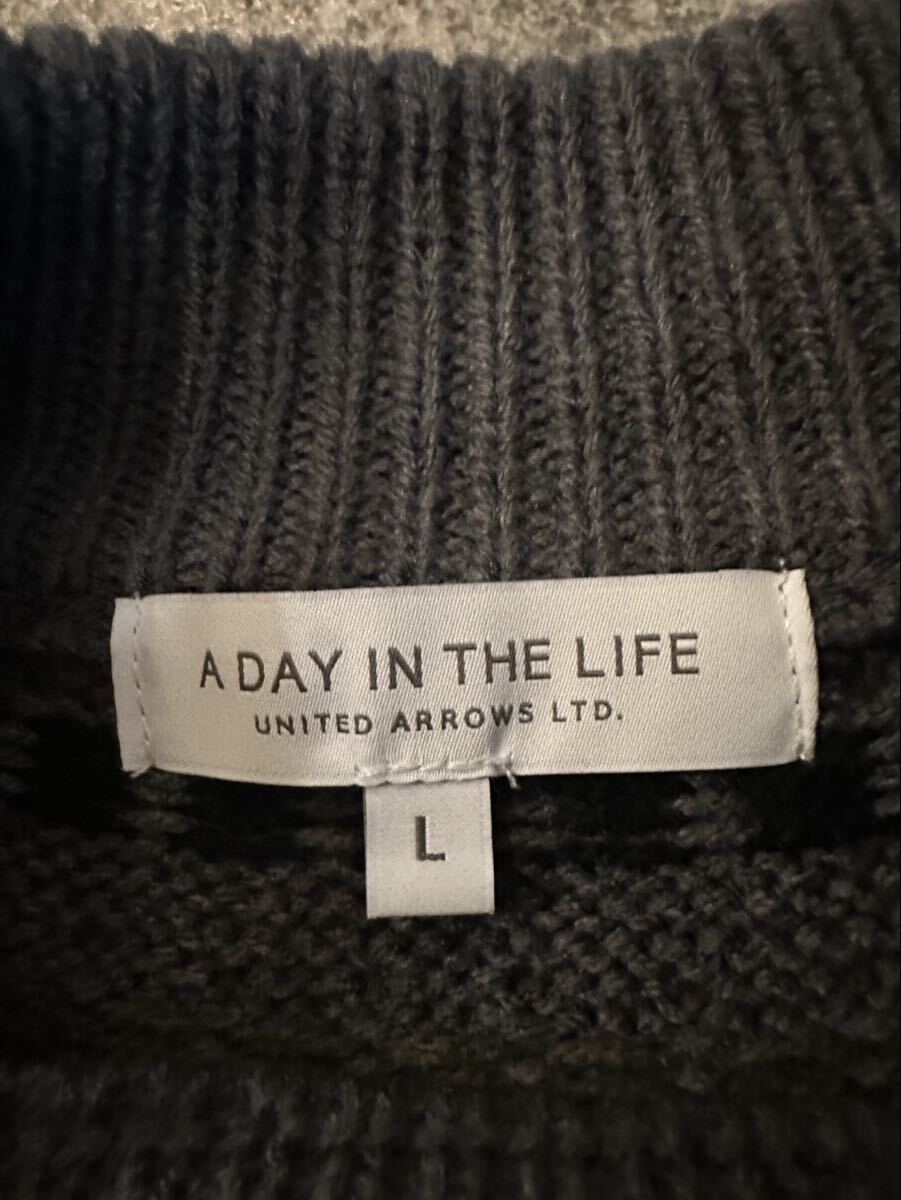 A DAY IN THE LIFE
UNITED ARROWS LTD.
L